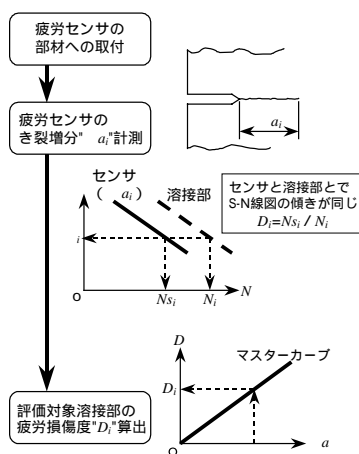 疲労センサの
部材への取付
疲労センサの
き裂増分" ai"計測
ai
センサ
( ai )
溶接部
センサと溶接部とで
S-N線図の傾きが同じ
Di=Nsi / Ni
i
O
Nsi
Ni
N
D
マスターカーブ
Di
評価対象溶接部の
疲労損傷度"Di"算出
O
a